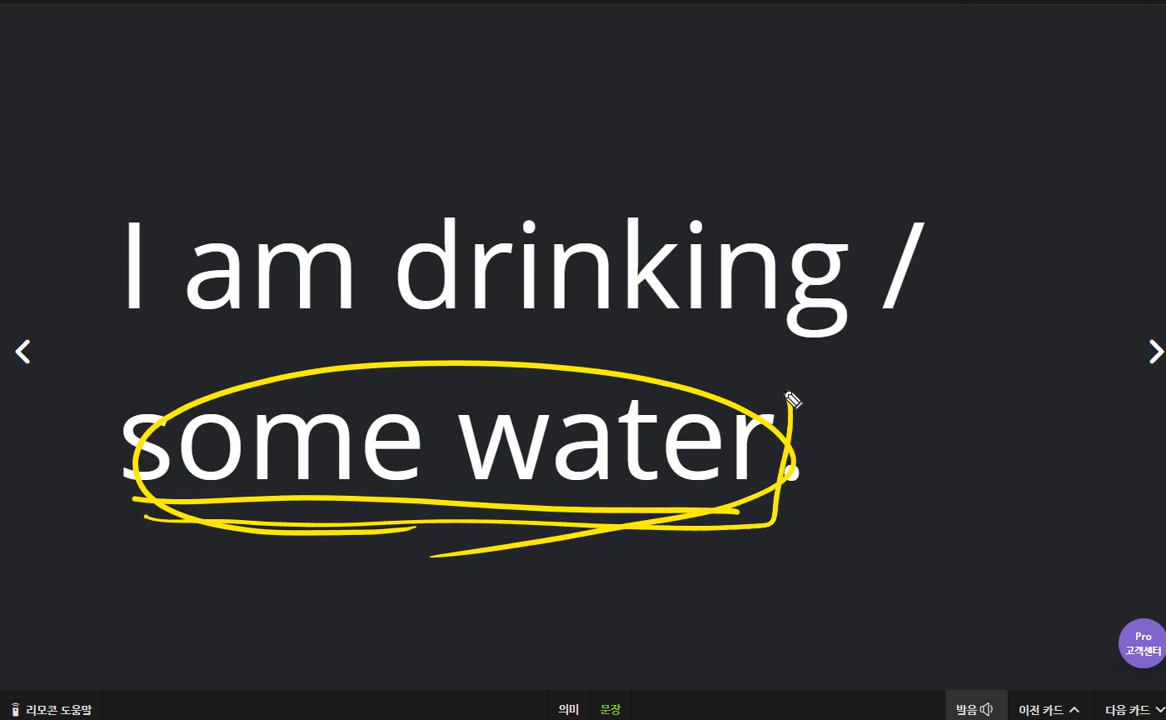 I am drinking /
some water.
Pro
고객센터
리모콘 도움말
의미
문장
발음
이전 카드
다음 카드